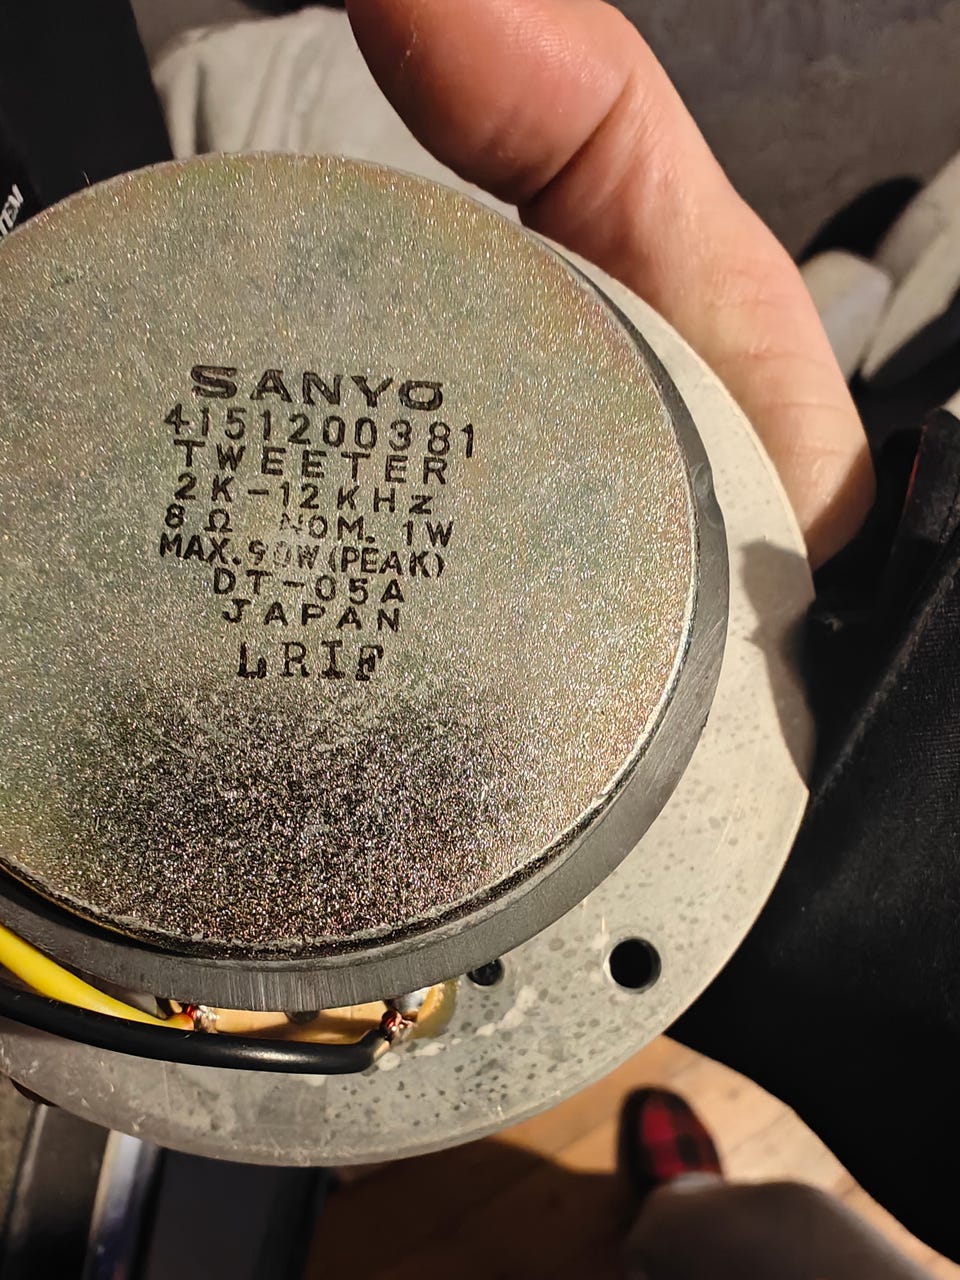 SANYO
4151200381
TWEETER
2K-12KHz
8Ω NOM. 1W
MAX. 90W (PEAK)
DT-05A
JAPAN
LRIF